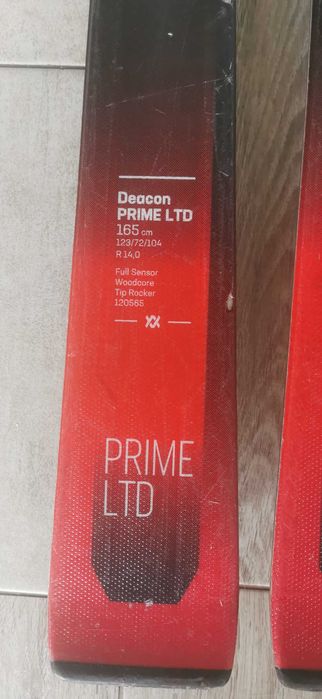 Deacon
PRIME LTD
165 cm
123/72/104
R 14,0
Full Sensor
Woodcore
Tip Rocker
120565
PRIME
LTD